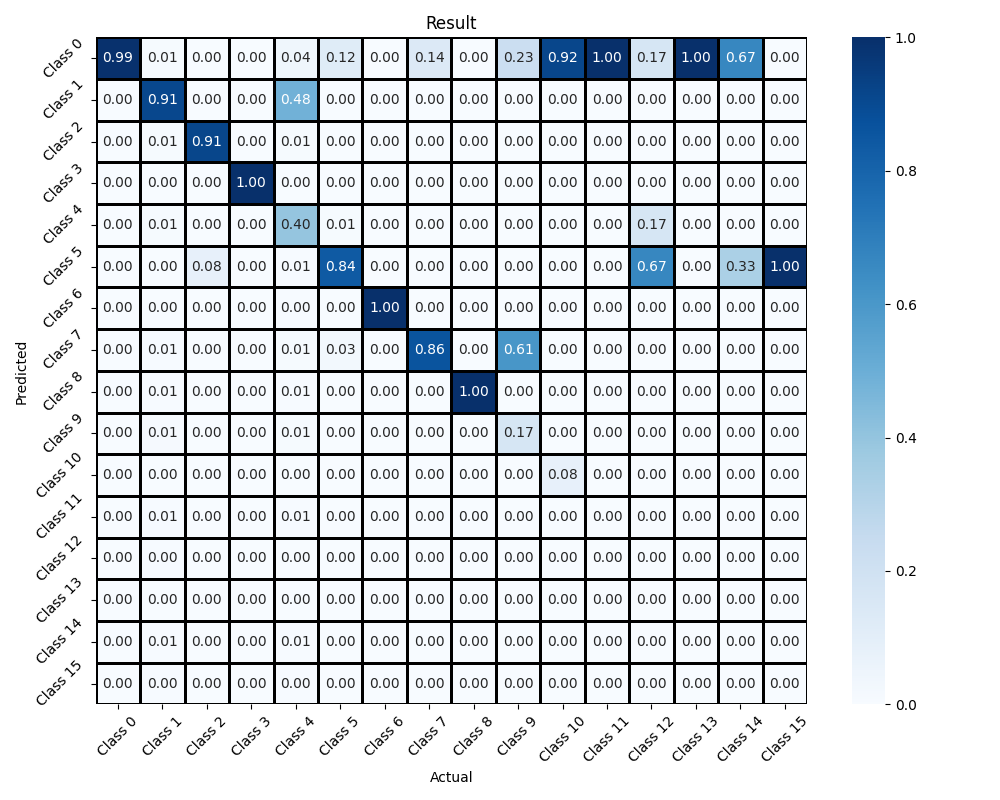 Result
Class 0 0.99 0.01 0.00 0.00 0.04 0.12 0.00 0.14 0.00 0.23 0.92 1.00 0.17 1.00 0.67 0.00
Class 1 0.00 0.91 0.00 0.00 0.48 0.00 0.00 0.00 0.00 0.00 0.00 0.00 0.00 0.00 0.00 0.00
Class 2 0.00 0.01 0.91 0.00 0.01 0.00 0.00 0.00 0.00 0.00 0.00 0.00 0.00 0.00 0.00 0.00
Class 3 0.00 0.00 0.00 1.00 0.00 0.00 0.00 0.00 0.00 0.00 0.00 0.00 0.00 0.00 0.00 0.00
Class 4 0.00 0.01 0.00 0.00 0.40 0.01 0.00 0.00 0.00 0.00 0.00 0.00 0.17 0.00 0.00 0.00
Class 5 0.00 0.00 0.08 0.00 0.01 0.84 0.00 0.00 0.00 0.00 0.00 0.00 0.67 0.00 0.33 1.00
Class 6 0.00 0.00 0.00 0.00 0.00 0.00 1.00 0.00 0.00 0.00 0.00 0.00 0.00 0.00 0.00 0.00
Class 7 0.00 0.01 0.00 0.00 0.01 0.03 0.00 0.86 0.00 0.61 0.00 0.00 0.00 0.00 0.00 0.00
Class 8 0.00 0.01 0.00 0.00 0.01 0.00 0.00 0.00 1.00 0.00 0.00 0.00 0.00 0.00 0.00 0.00
Class 9 0.00 0.01 0.00 0.00 0.01 0.00 0.00 0.00 0.00 0.17 0.00 0.00 0.00 0.00 0.00 0.00
Class 10 0.00 0.00 0.00 0.00 0.00 0.00 0.00 0.00 0.00 0.00 0.08 0.00 0.00 0.00 0.00 0.00
Class 11 0.00 0.01 0.00 0.00 0.01 0.00 0.00 0.00 0.00 0.00 0.00 0.00 0.00 0.00 0.00 0.00
Class 12 0.00 0.00 0.00 0.00 0.00 0.00 0.00 0.00 0.00 0.00 0.00 0.00 0.00 0.00 0.00 0.00
Class 13 0.00 0.00 0.00 0.00 0.00 0.00 0.00 0.00 0.00 0.00 0.00 0.00 0.00 0.00 0.00 0.00
Class 14 0.00 0.01 0.00 0.00 0.01 0.00 0.00 0.00 0.00 0.00 0.00 0.00 0.00 0.00 0.00 0.00
Class 15 0.00 0.00 0.00 0.00 0.00 0.00 0.00 0.00 0.00 0.00 0.00 0.00 0.00 0.00 0.00 0.00
Class 0 Class 1 Class 2 Class 3 Class 4 Class 5 Class 6 Class 7 Class 8 Class 9 Class 10 Class 11 Class 12 Class 13 Class 14 Class 15
Actual
Predicted
1.0
0.8
0.6
0.4
0.2
0.0